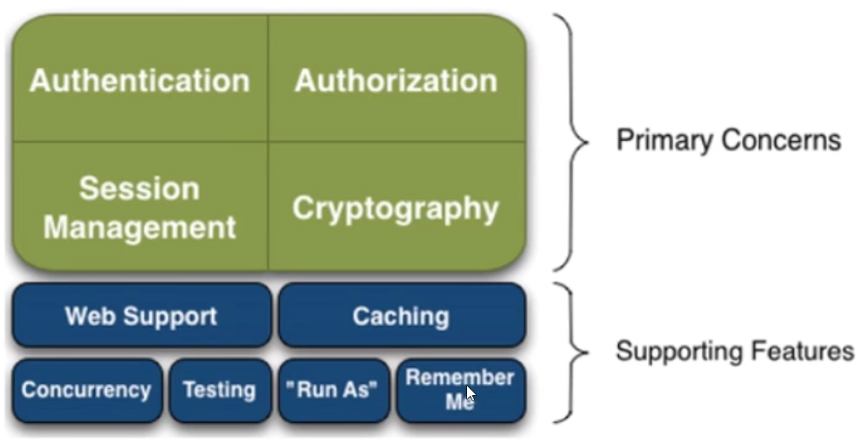 Authentication
Authorization
Session
Management
Cryptography
Primary Concerns
Web Support
Caching
Concurrency
Testing
"Run As"
Remember
Me
Supporting Features